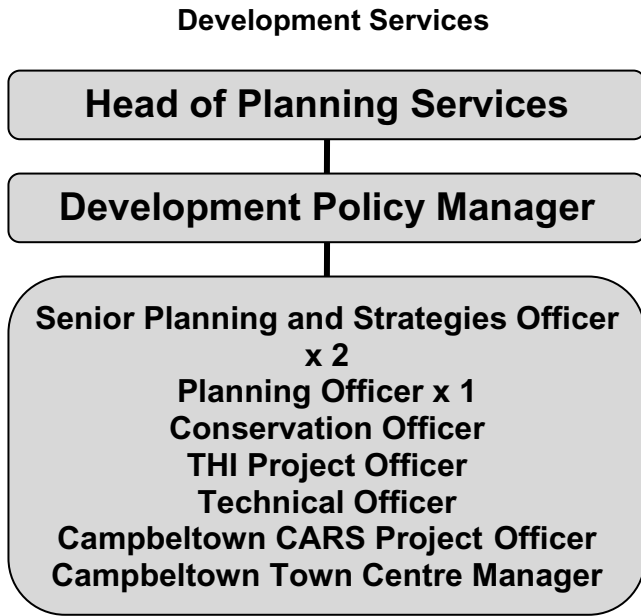 Development Services
Head of Planning Services
Development Policy Manager
Senior Planning and Strategies Officer
x 2
Planning Officer x 1
Conservation Officer
THI Project Officer
Technical Officer
Campbeltown CARS Project Officer
Campbeltown Town Centre Manager